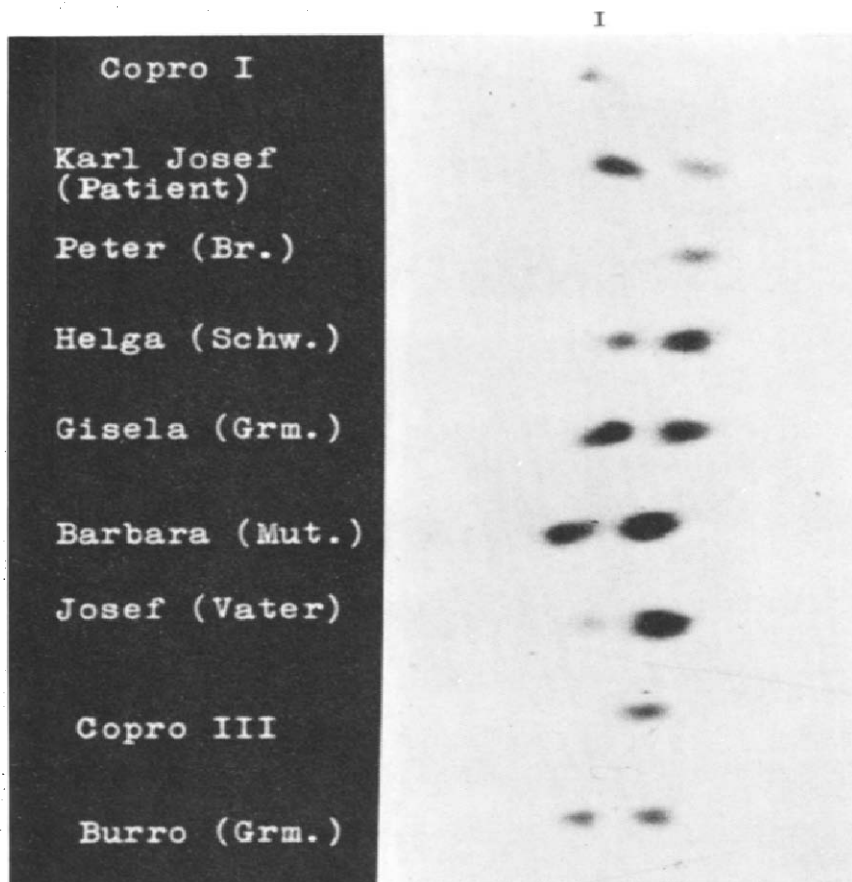 I
Copro I
Karl Josef
(Patient)
Peter (Br.)
Helga (Schw.)
Gisela (Grm.)
Barbara (Mut.)
Josef (Vater)
Copro III
Burro (Grm.)